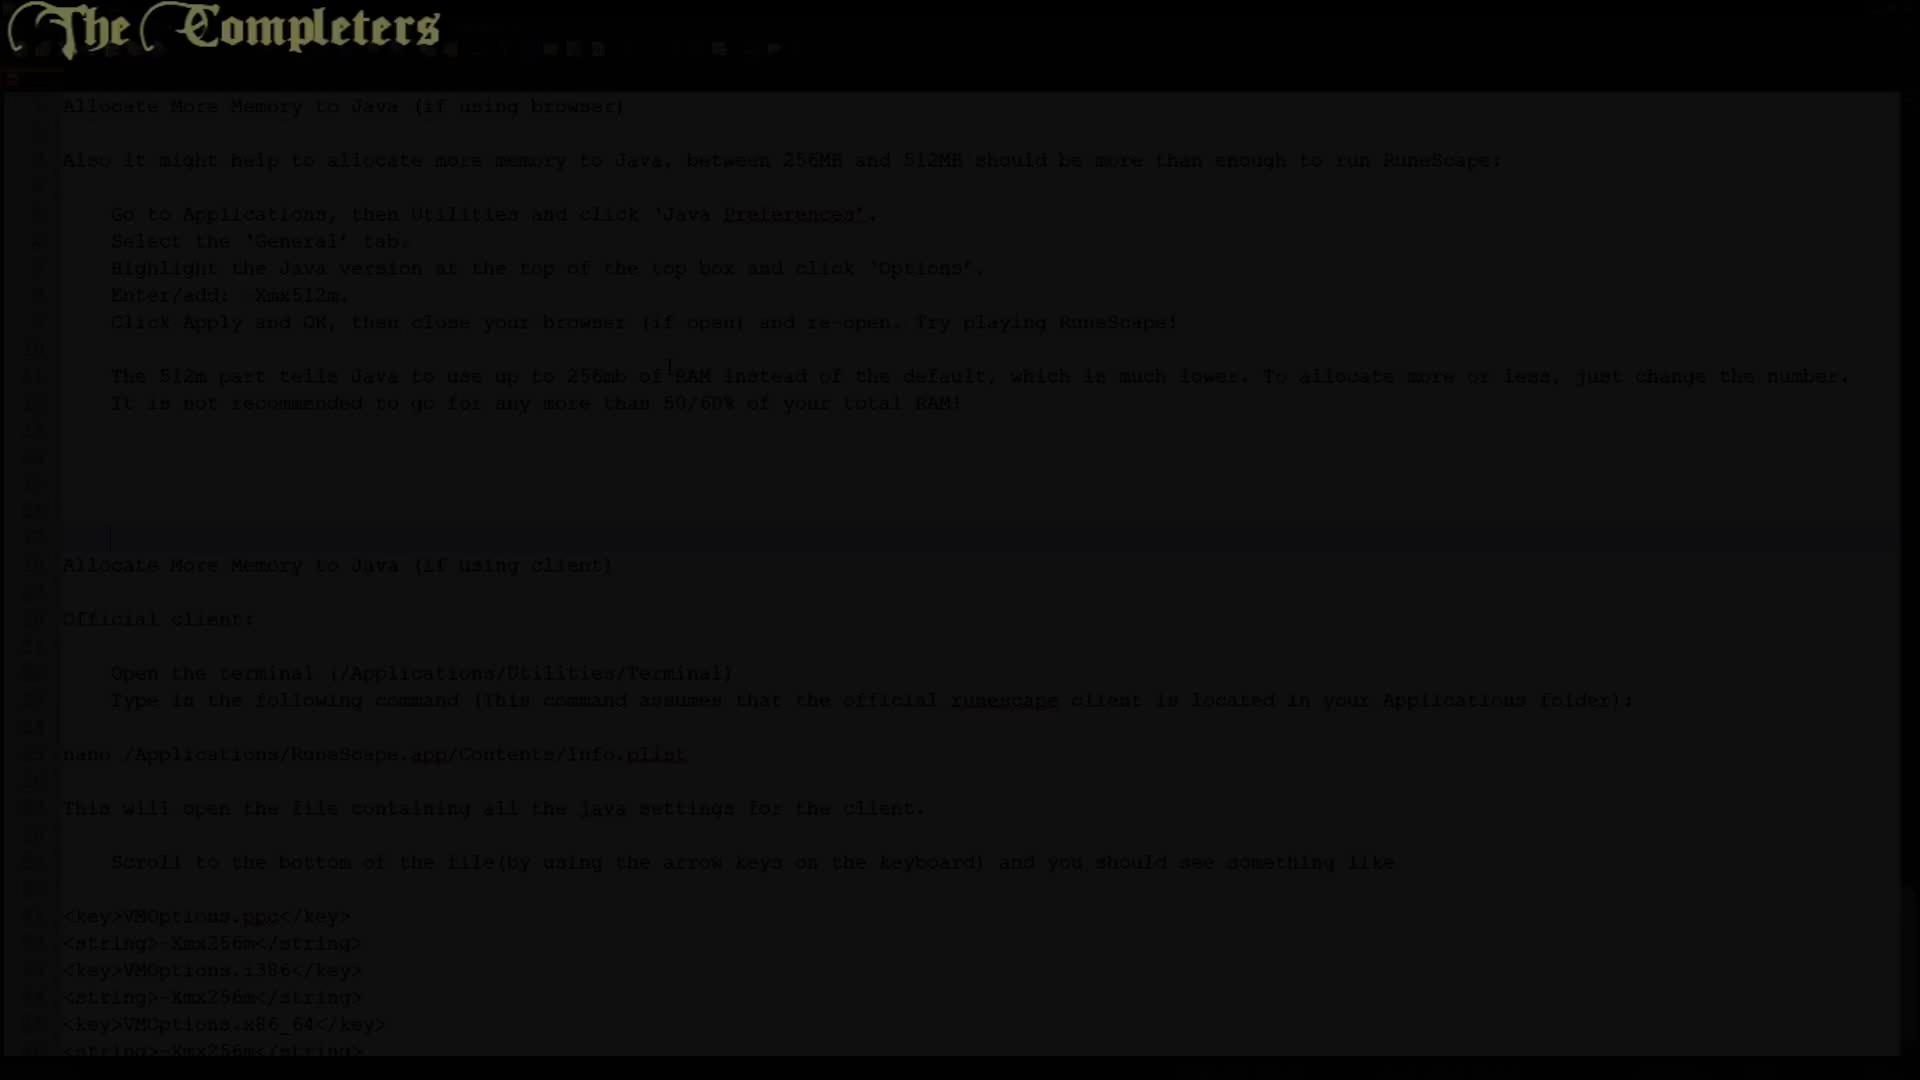 The Completers
Allocate More Memory to Java (if using browser)
Also it might help to allocate more memory to Java, between 256MB and 512MB should be more than enough to run RuneScape:
Go to Applications, then Utilities and click 'Java Preferences'.
Select the 'General' tab.
Highlight the Java version at the top of the top box and click 'Options'.
Enter/add: -Xmx512m.
Click Apply and OK, then close your browser (if open) and re-open. Try playing RuneScape!
The 512m part tells Java to use up to 256mb of RAM instead of the default, which is much lower. To allocate more or less, just change the number.
It is not recommended to go for any more than 50/60% of your total RAM!
Allocate More Memory to Java (if using client)
Official client:
Open the terminal (/Applications/Utilities/Terminal)
Type in the following command (This command assumes that the official runescape client is located in your Applications folder):
nano /Applications/RuneScape.app/Contents/Info.plist
This will open the file containing all the java settings for the client.
Scroll to the bottom of the file(by using the arrow keys on the keyboard) and you should see something like
<key>VMOptions.ppc</key>
<string>-Xmx256m</string>
<key>VMOptions.i386</key>
<string>-Xmx256m</string>
<key>VMOptions.x86_64</key>
<string>-Xmx256m</string>